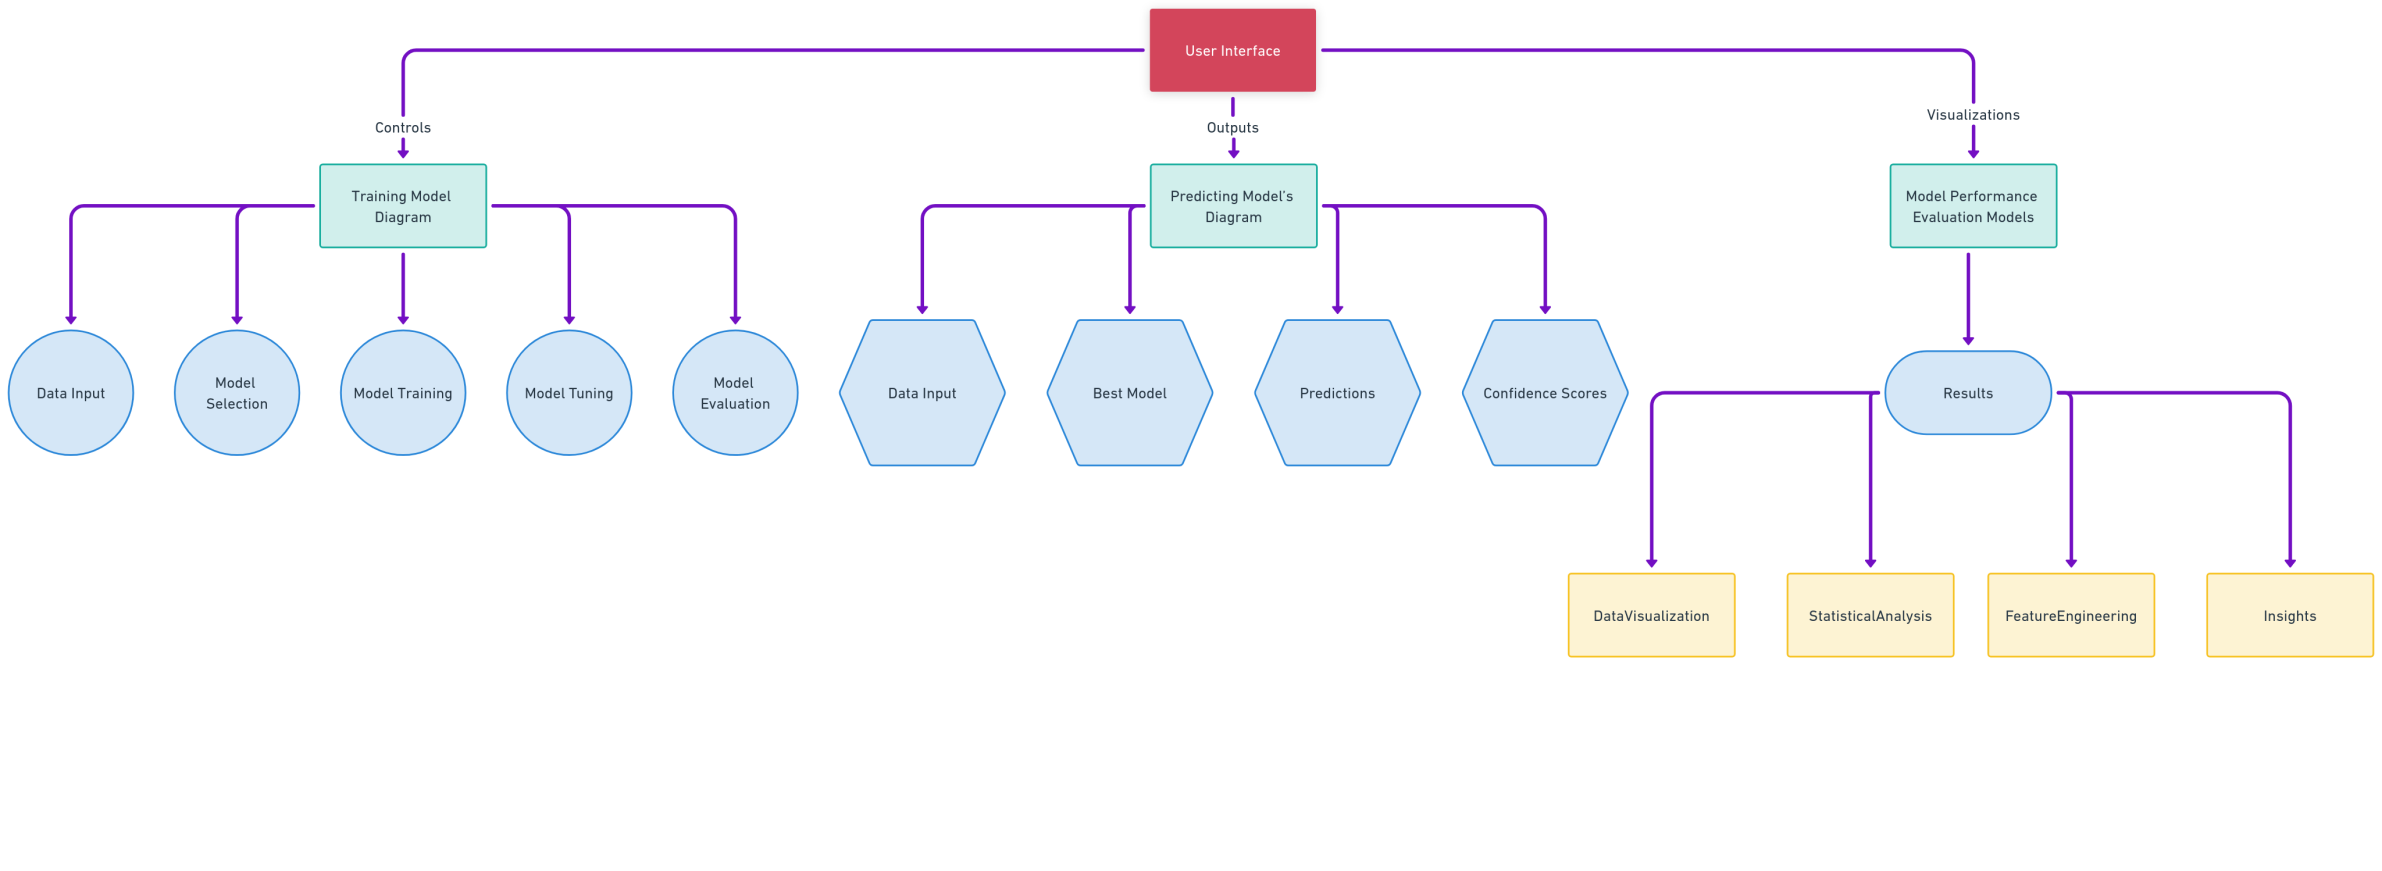 User Interface
Controls
Outputs
Visualizations
Training Model
Diagram
Predicting Model's
Diagram
Model Performance
Evaluation Models
Data Input
Model
Selection
Model Training
Model Tuning
Model
Evaluation
Data Input
Best Model
Predictions
Confidence Scores
Results
DataVisualization
StatisticalAnalysis
FeatureEngineering
Insights